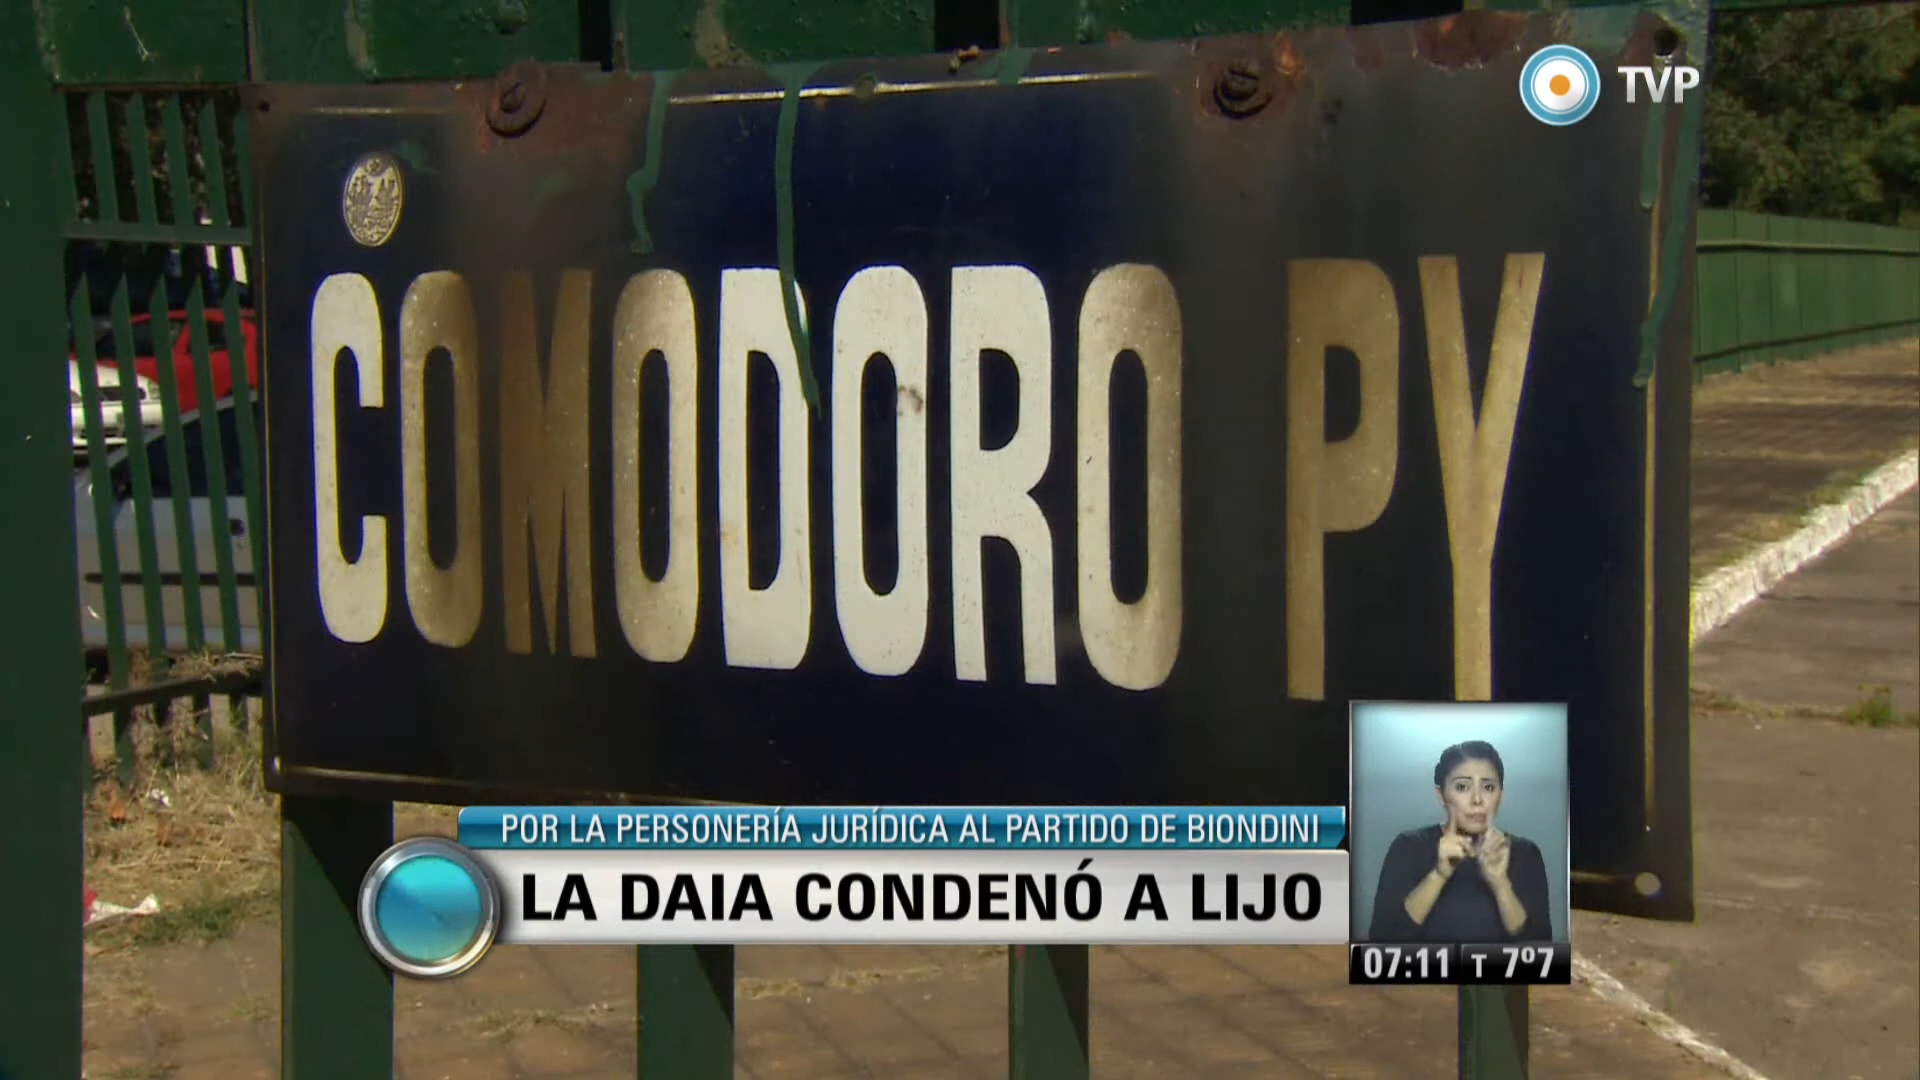 TVP
COMODORO PY
POR LA PERSONERÍA JURÍDICA AL PARTIDO DE BIONDINI
LA DAIA CONDENÓ A LIJO
07:11 T 7º7